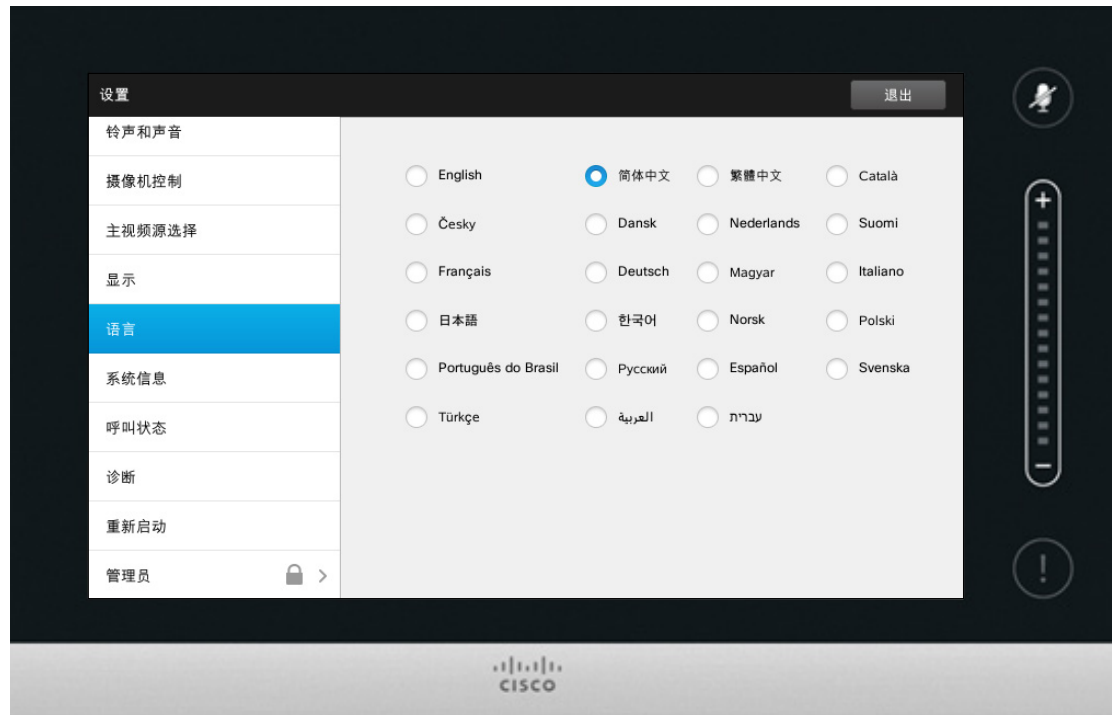 设置
退出
铃声和声音
摄像机控制
主视频源选择
显示
语言
系统信息
呼叫状态
诊断
重新启动
管理员
English 简体中文 繁體中文 Català
Česky Dansk Nederlands Suomi
Français Deutsch Magyar Italiano
日本語 한국어 Norsk Polski
Português do Brasil Русский Español Svenska
Türkçe العربية עברית
CISCO